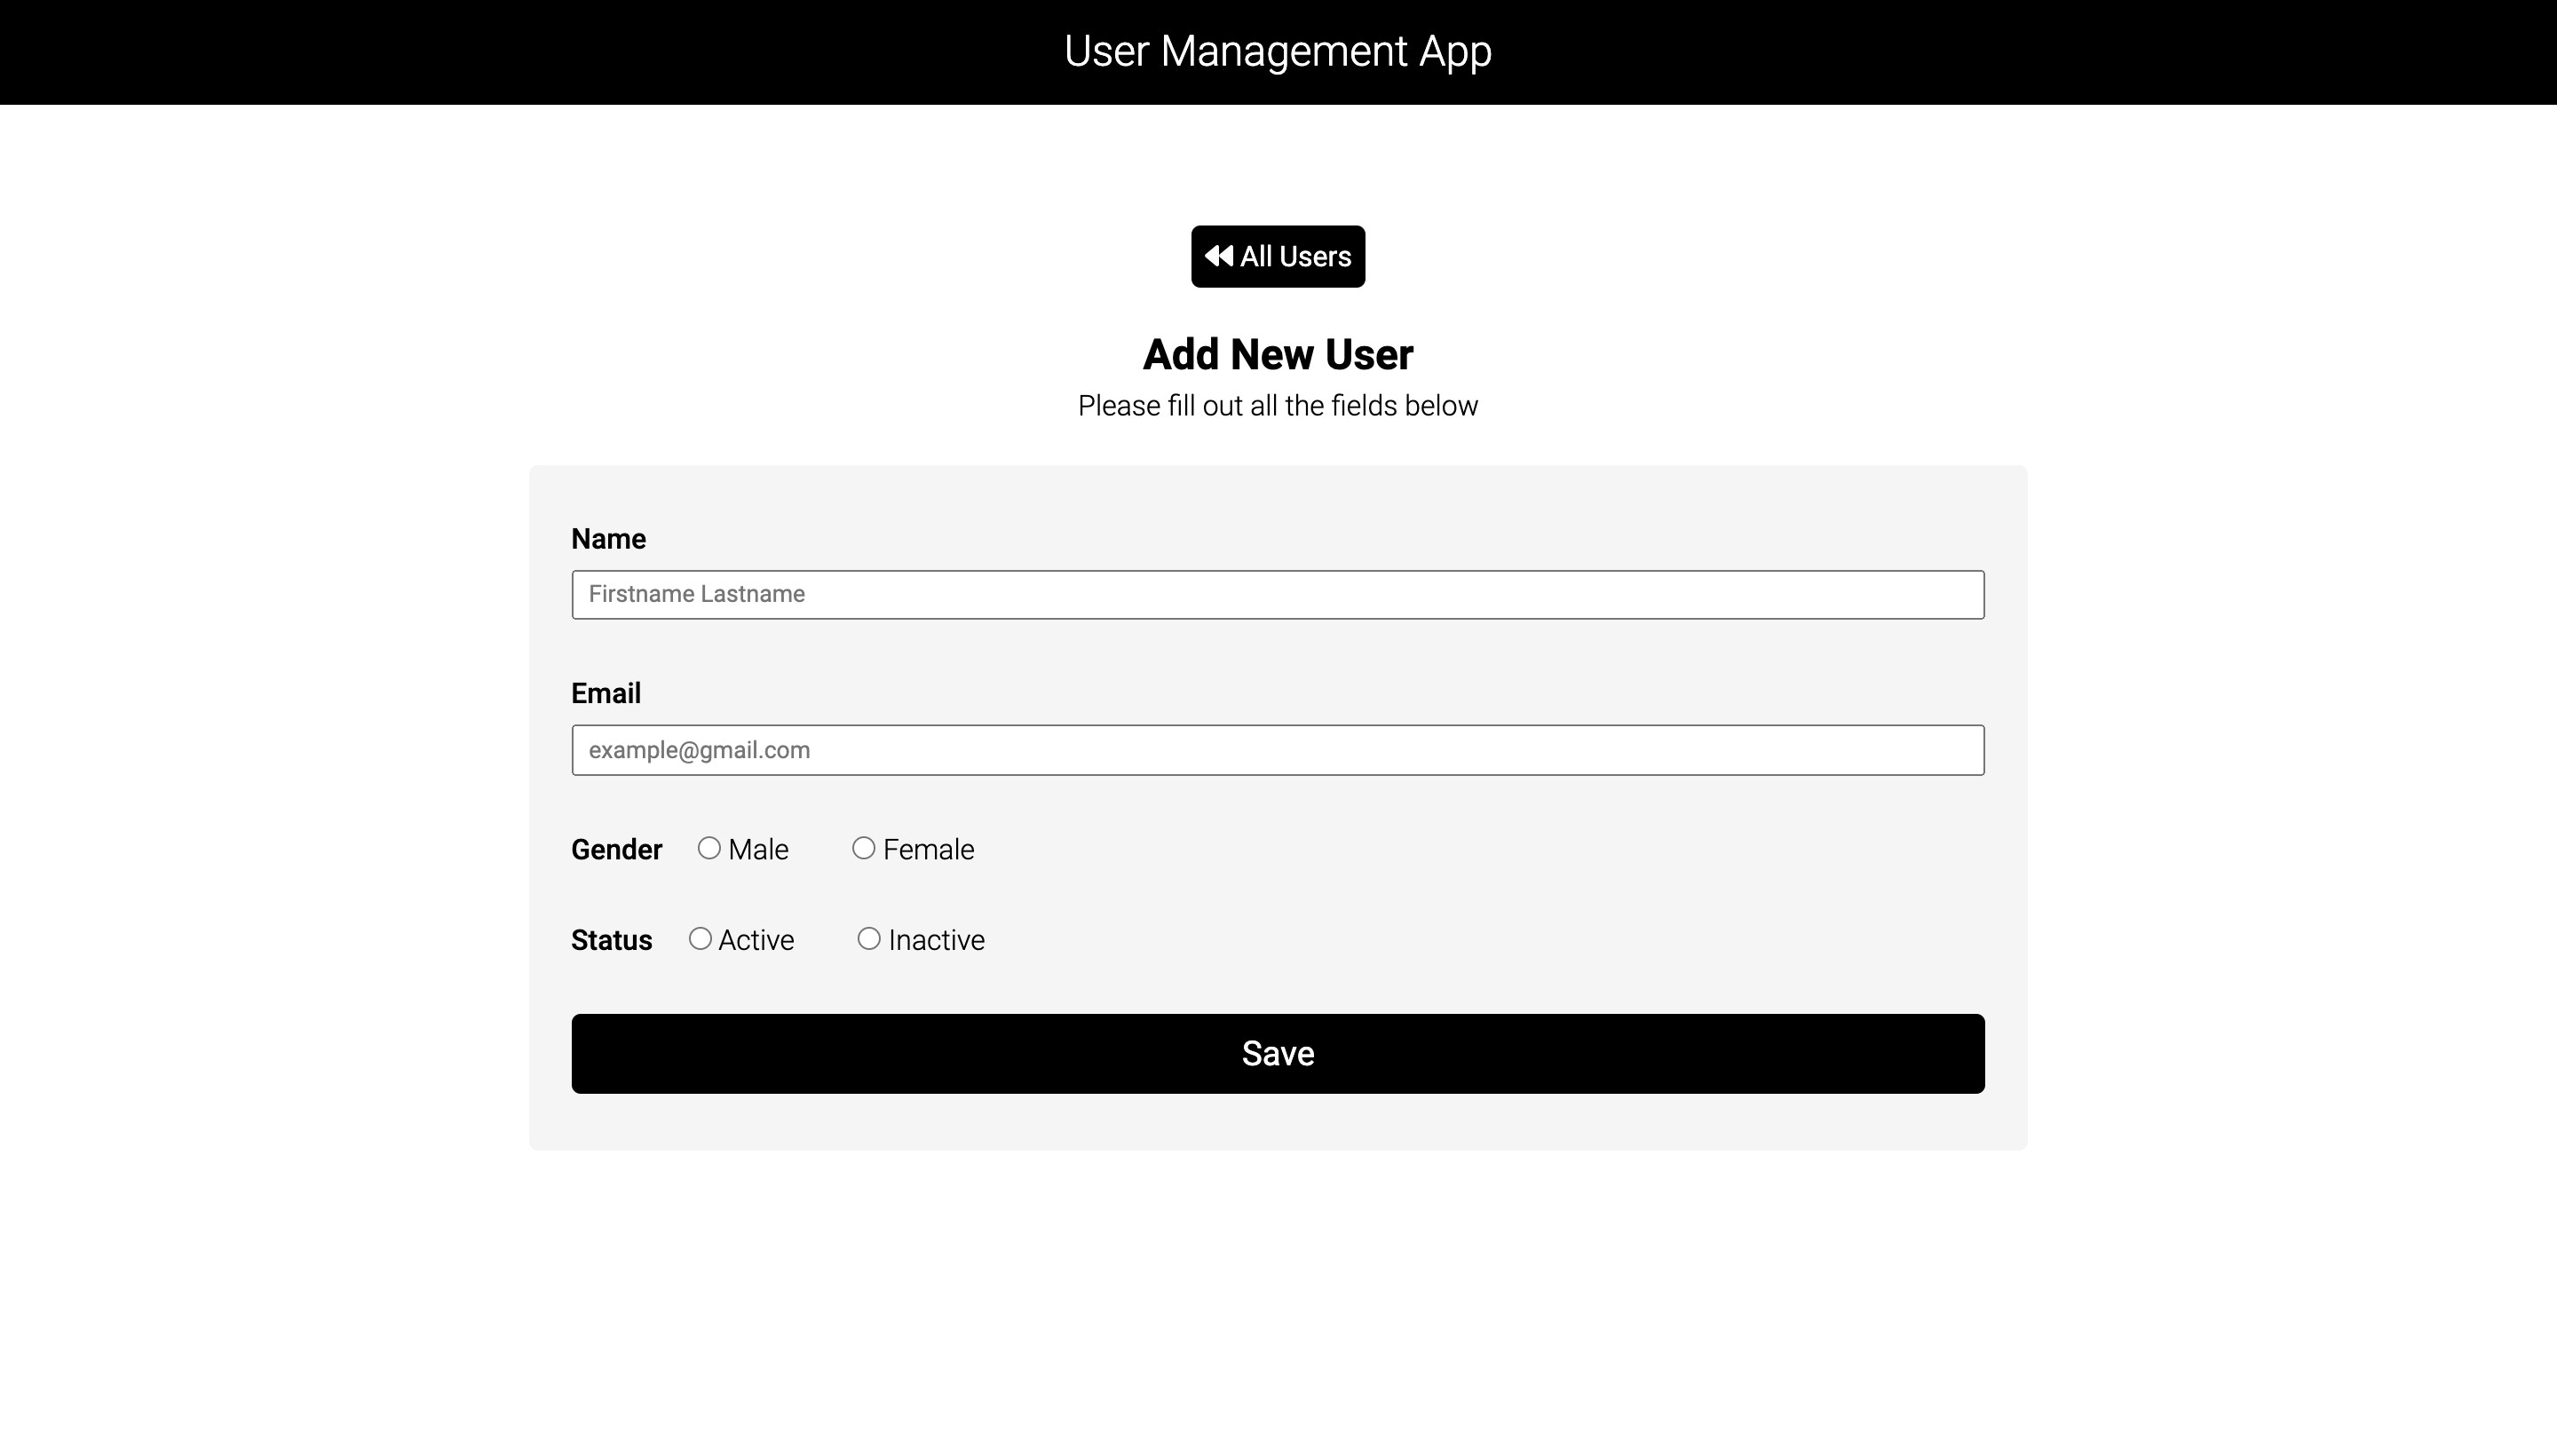 User Management App
All Users
Add New User
Please fill out all the fields below
Name
Firstname Lastname
Email
example@gmail.com
Gender Male Female
Status Active Inactive
Save